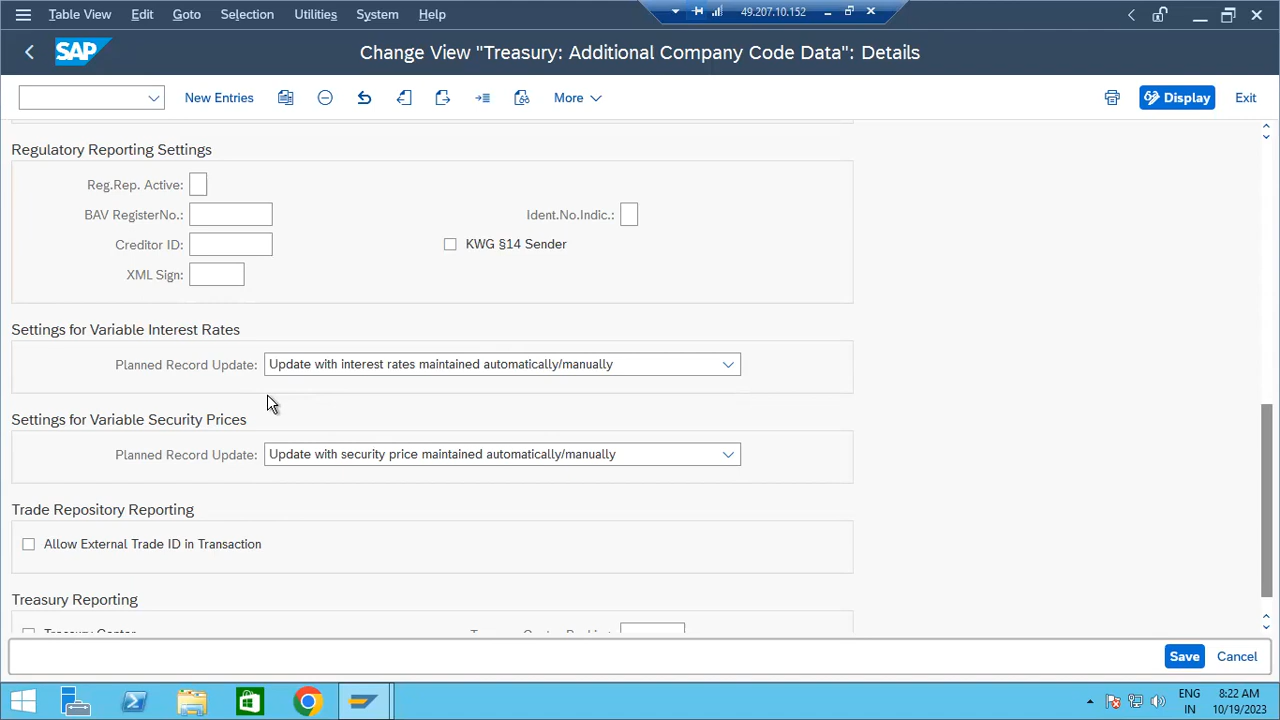 Table View Edit Goto Selection Utilities System Help 49.207.10.152
SAP Change View "Treasury: Additional Company Code Data": Details
New Entries More Display Exit
Regulatory Reporting Settings
Reg.Rep. Active:
BAV RegisterNo.: Ident.No.Indic.:
Creditor ID: KWG §14 Sender
XML Sign:
Settings for Variable Interest Rates
Planned Record Update: Update with interest rates maintained automatically/manually
Settings for Variable Security Prices
Planned Record Update: Update with security price maintained automatically/manually
Trade Repository Reporting
Allow External Trade ID in Transaction
Treasury Reporting
Treasury Center
Save Cancel
ENG 8:22 AM
IN 10/19/2023